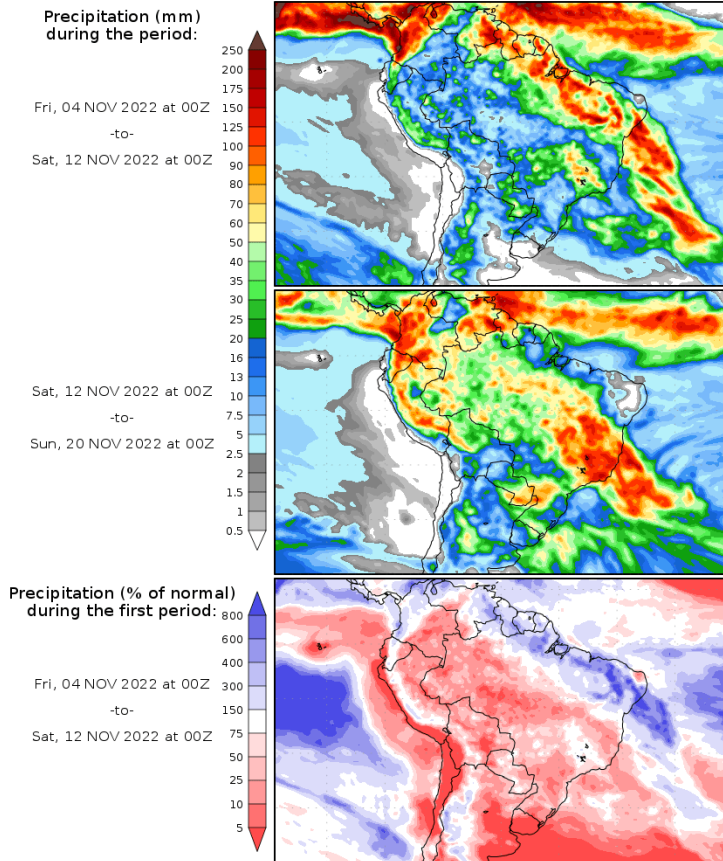 Precipitation (mm)
during the period:
Fri, 04 NOV 2022 at 00Z
-to-
Sat, 12 NOV 2022 at 00Z
250
200
175
150
125
100
90
80
70
60
50
40
35
30
25
20
16
13
10
7.5
5
2.5
2
1.5
1
0.5
Sat, 12 NOV 2022 at 00Z
-to-
Sun, 20 NOV 2022 at 00Z
Precipitation (% of normal)
during the first period:
Fri, 04 NOV 2022 at 00Z
-to-
Sat, 12 NOV 2022 at 00Z
800
600
400
300
150
75
50
25
10
5